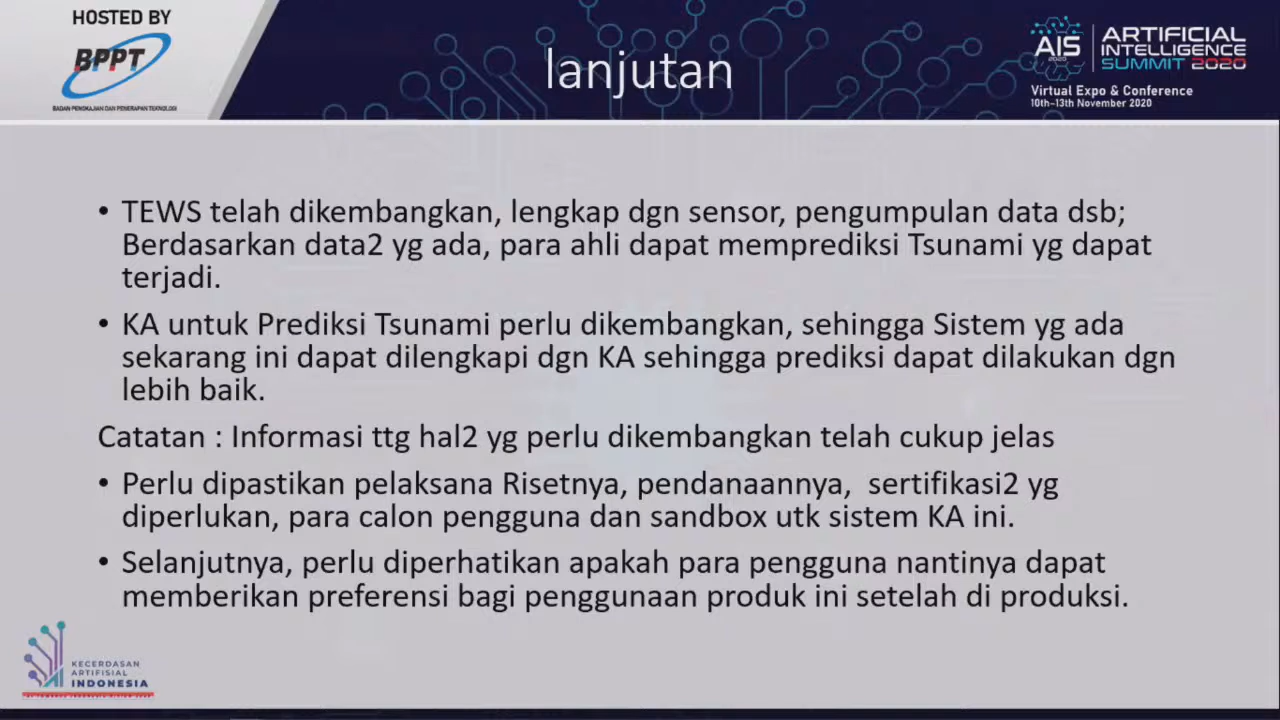 HOSTED BY
BPPT
BADAN PENGKAJIAN DAN PENERAPAN TEKNOLOGI
lanjutan
AIS
2020
ARTIFICIAL
INTELLIGENCE
SUMMIT 2020
Virtual Expo & Conference
10th-13th November 2020
• TEWS telah dikembangkan, lengkap dgn sensor, pengumpulan data dsb;
Berdasarkan data2 yg ada, para ahli dapat memprediksi Tsunami yg dapat
terjadi.
• KA untuk Prediksi Tsunami perlu dikembangkan, sehingga Sistem yg ada
sekarang ini dapat dilengkapi dgn KA sehingga prediksi dapat dilakukan dgn
lebih baik.
Catatan : Informasi ttg hal2 yg perlu dikembangkan telah cukup jelas
• Perlu dipastikan pelaksana Risetnya, pendanaannya, sertifikasi2 yg
diperlukan, para calon pengguna dan sandbox utk sistem KA ini.
• Selanjutnya, perlu diperhatikan apakah para pengguna nantinya dapat
memberikan preferensi bagi penggunaan produk ini setelah di produksi.
KECERDASAN
ARTIFISIAL
INDONESIA